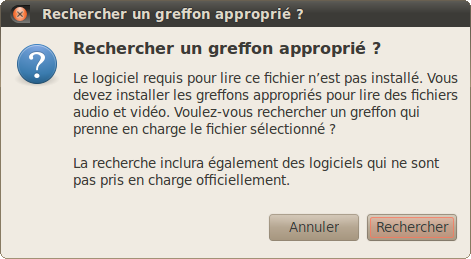 Rechercher un greffon approprié ?
Rechercher un greffon approprié ?
Le logiciel requis pour lire ce fichier n’est pas installé. Vous
devez installer les greffons appropriés pour lire des fichiers
audio et vidéo. Voulez-vous rechercher un greffon qui
prenne en charge le fichier sélectionné ?
La recherche inclura également des logiciels qui ne sont
pas pris en charge officiellement.
Annuler
Rechercher